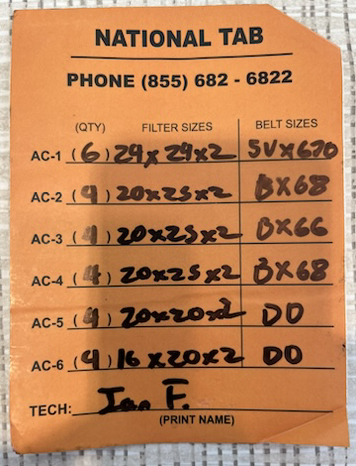 NATIONAL TAB
PHONE (855) 682 - 6822
(QTY) FILTER SIZES BELT SIZES
AC-1 (6) 24x24x2 5VX670
AC-2 (4) 20x25x2 BX68
AC-3 (4) 20x25x2 BX66
AC-4 (4) 20x25x2 BX68
AC-5 (4) 20x20x2 DD
AC-6 (4) 16x20x2 DD
TECH: Ian F.
(PRINT NAME)